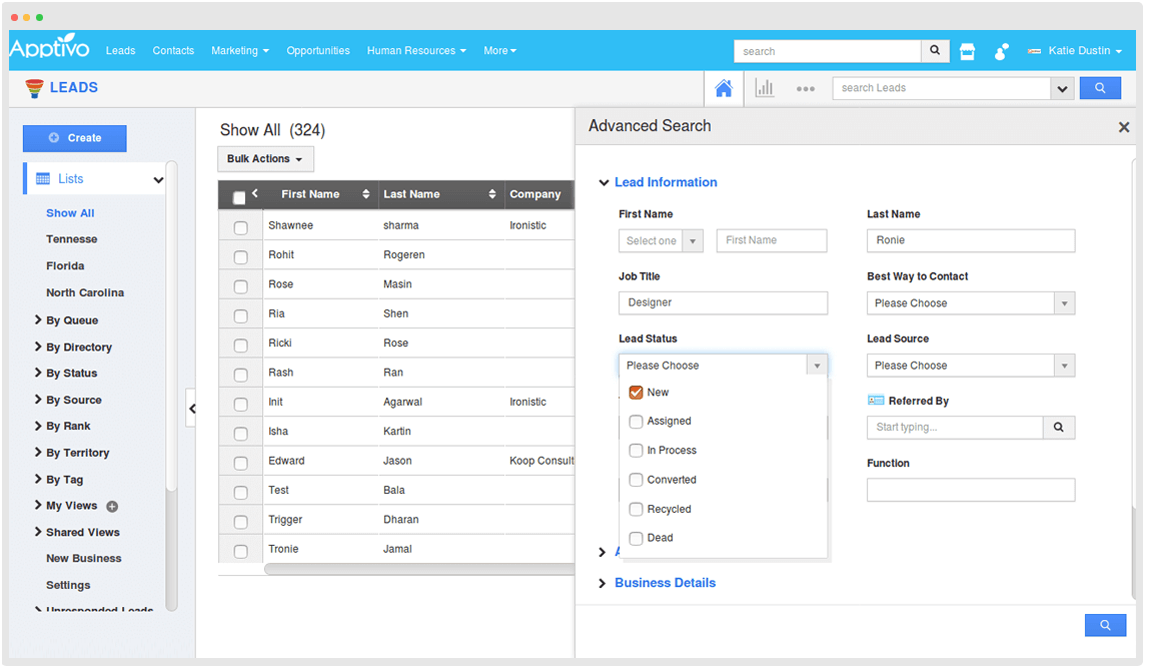 Apptivo Leads Contacts Marketing Opportunities Human Resources More search Katie Dustin
LEADS search Leads
Create
Lists
Show All
Tennesse
Florida
North Carolina
By Queue
By Directory
By Status
By Source
By Rank
By Territory
By Tag
My Views
Shared Views
New Business
Settings
Unresponded Leads
Show All (324)
Bulk Actions
First Name Last Name Company
Shawnee sharma Ironistic
Rohit Rogeren
Rose Masin
Ria Shen
Ricki Rose
Rash Ran
Init Agarwal Ironistic
Isha Kartin
Edward Jason Koop Consult
Test Bala
Trigger Dharan
Tronie Jamal
Advanced Search
Lead Information
First Name Last Name
Select one First Name Ronie
Job Title Best Way to Contact
Designer Please Choose
Lead Status Lead Source
Please Choose Please Choose
New
Assigned
In Process
Converted
Recycled
Dead
Referred By
Start typing...
Function
Business Details